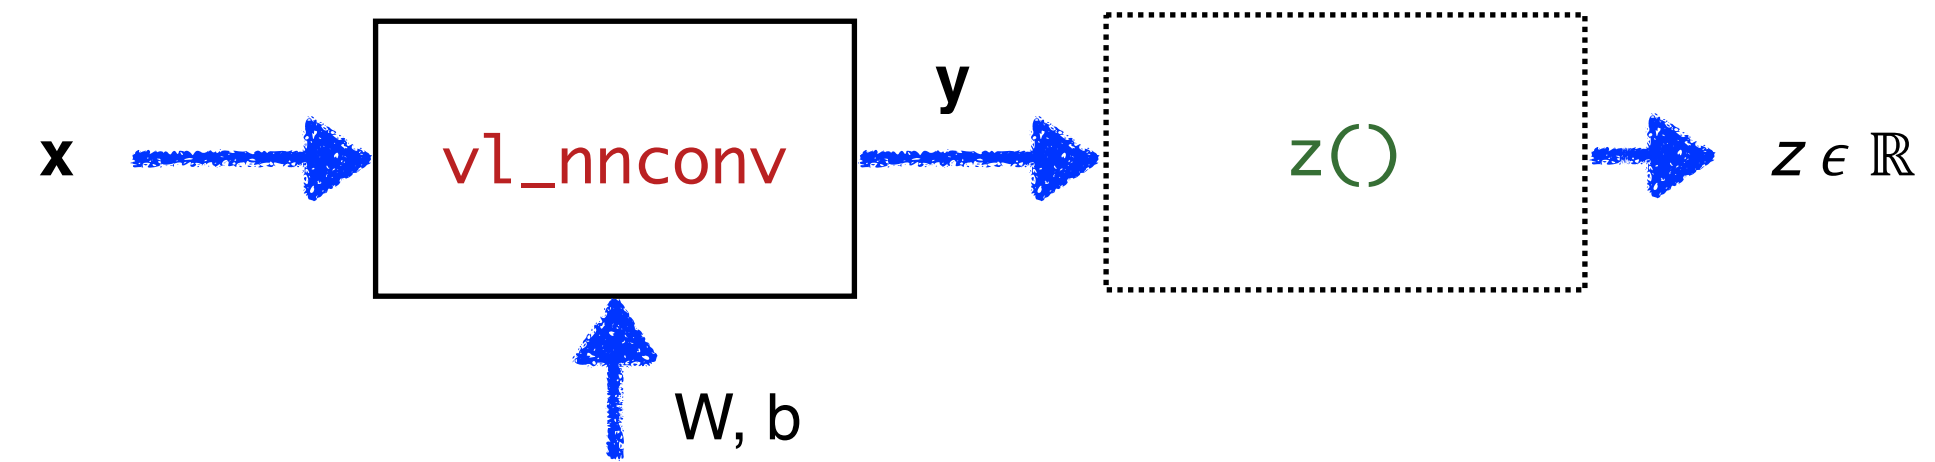 x
vl_nnconv
y
z()
z ϵ ℝ
W, b